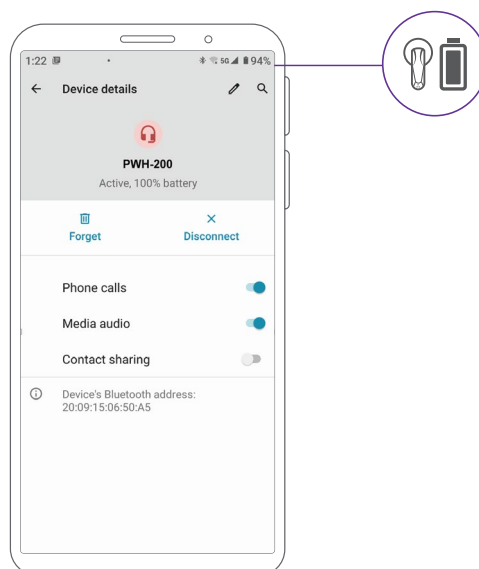 1:22 5G 94%
Device details
PWH-200
Active, 100% battery
Forget Disconnect
Phone calls
Media audio
Contact sharing
Device's Bluetooth address:
20:09:15:06:50:A5